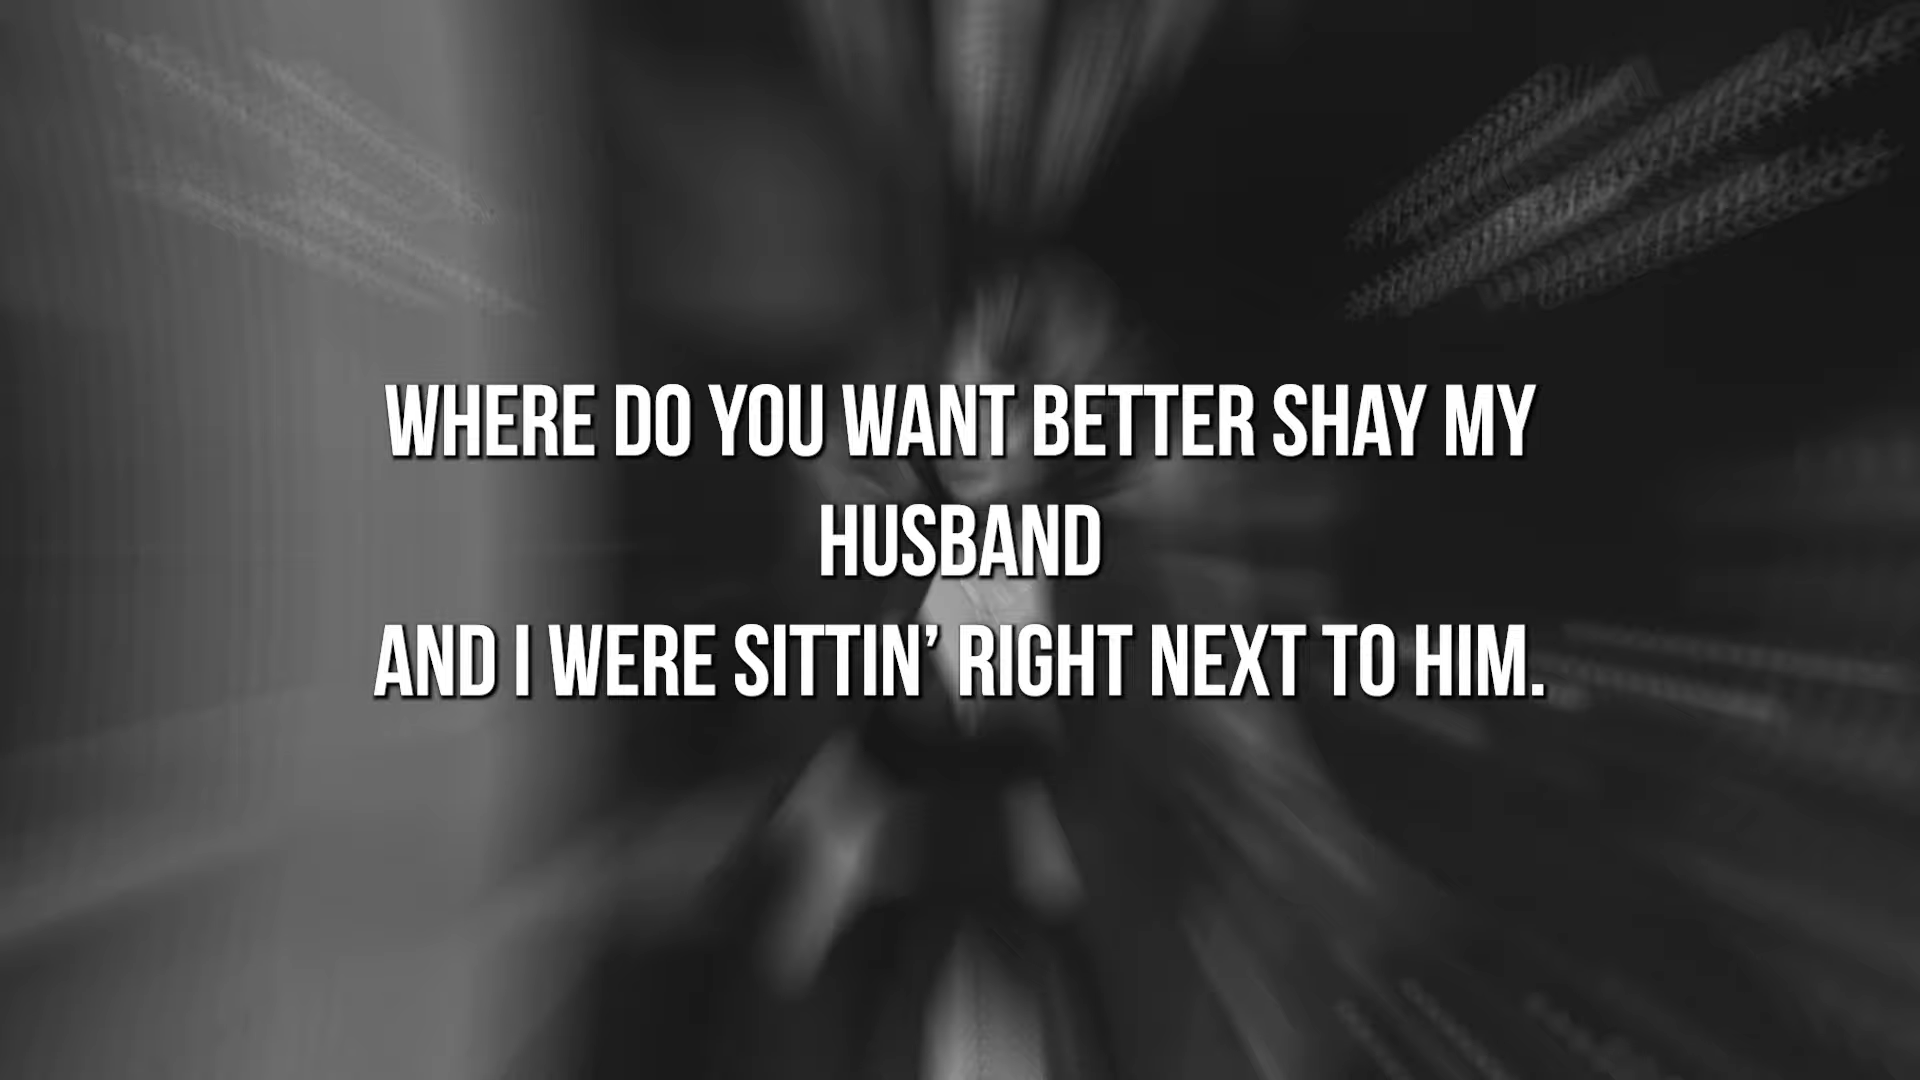 WHERE DO YOU WANT BETTER SHAY MY
HUSBAND
AND I WERE SITTIN’ RIGHT NEXT TO HIM.